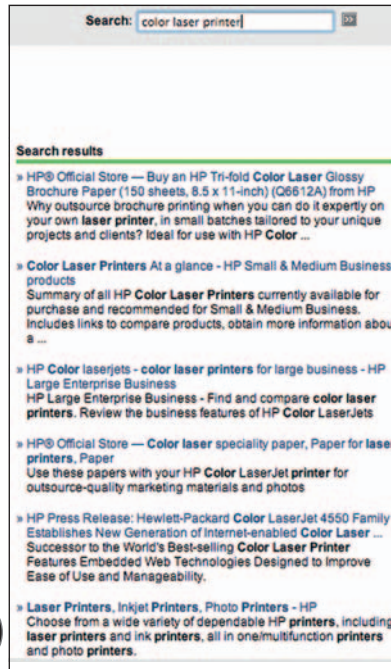 Search: color laser printer
Search results
» HP® Official Store — Buy an HP Tri-fold Color Laser Glossy
Brochure Paper (150 sheets, 8.5 x 11-inch) (Q6612A) from HP
Why outsource brochure printing when you can do it expertly on
your own laser printer, in small batches tailored to your unique
projects and clients? Ideal for use with HP Color ...
» Color Laser Printers At a glance - HP Small & Medium Business
products
Summary of all HP Color Laser Printers currently available for
purchase and recommended for Small & Medium Business.
Includes links to compare products, obtain more information abou
a ...
» HP Color laserjets - color laser printers for large business - HP
Large Enterprise Business
HP Large Enterprise Business - Find and compare color laser
printers. Review the business features of HP Color LaserJets
» HP® Official Store — Color laser speciality paper, Paper for lase
printers, Paper
Use these papers with your HP Color LaserJet printer for
outsource-quality marketing materials and photos
» HP Press Release: Hewlett-Packard Color LaserJet 4550 Family
Establishes New Generation of Internet-enabled Color Laser ...
Successor to the World's Best-selling Color Laser Printer
Features Embedded Web Technologies Designed to Improve
Ease of Use and Manageability.
» Laser Printers, Inkjet Printers, Photo Printers - HP
Choose from a wide variety of dependable HP printers, including
laser printers and ink printers, all in one/multifunction printers
and photo printers.